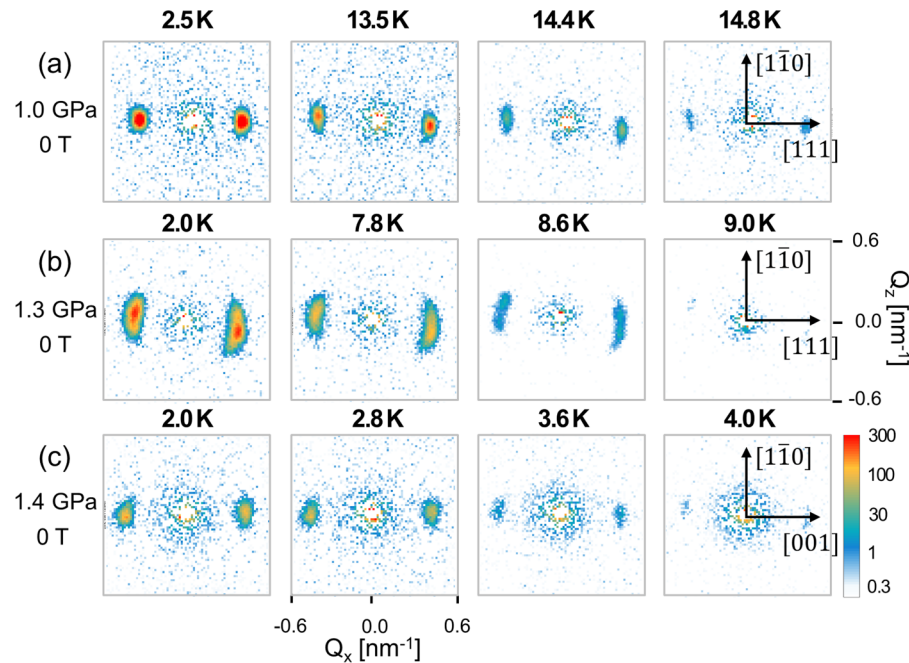 2.5 K 13.5 K 14.4 K 14.8 K
(a)
1.0 GPa
0 T
[11̅0]
[111]
2.0 K 7.8 K 8.6 K 9.0 K
(b)
1.3 GPa
0 T
[11̅0]
[111]
0.6
0.0
-0.6
Qz [nm⁻¹]
2.0 K 2.8 K 3.6 K 4.0 K
(c)
1.4 GPa
0 T
[11̅0]
[001]
300
100
30
1
0.3
-0.6 0.0 0.6
Qx [nm⁻¹]